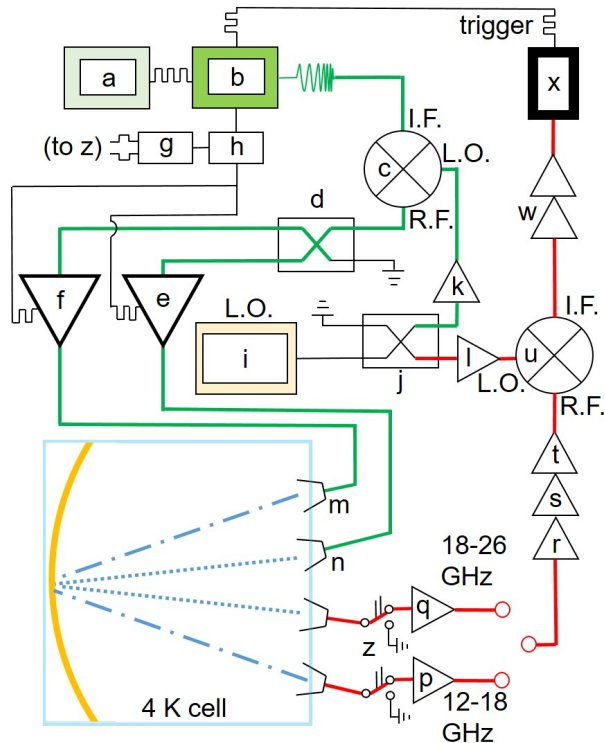 trigger
a
b
x
I.F.
L.O.
(to z)
g
h
c
w
d
R.F.
f
e
k
L.O.
I.F.
i
l
u
j
L.O.
R.F.
t
m
s
18-26
GHz
r
n
q
z
p
4 K cell
12-18
GHz